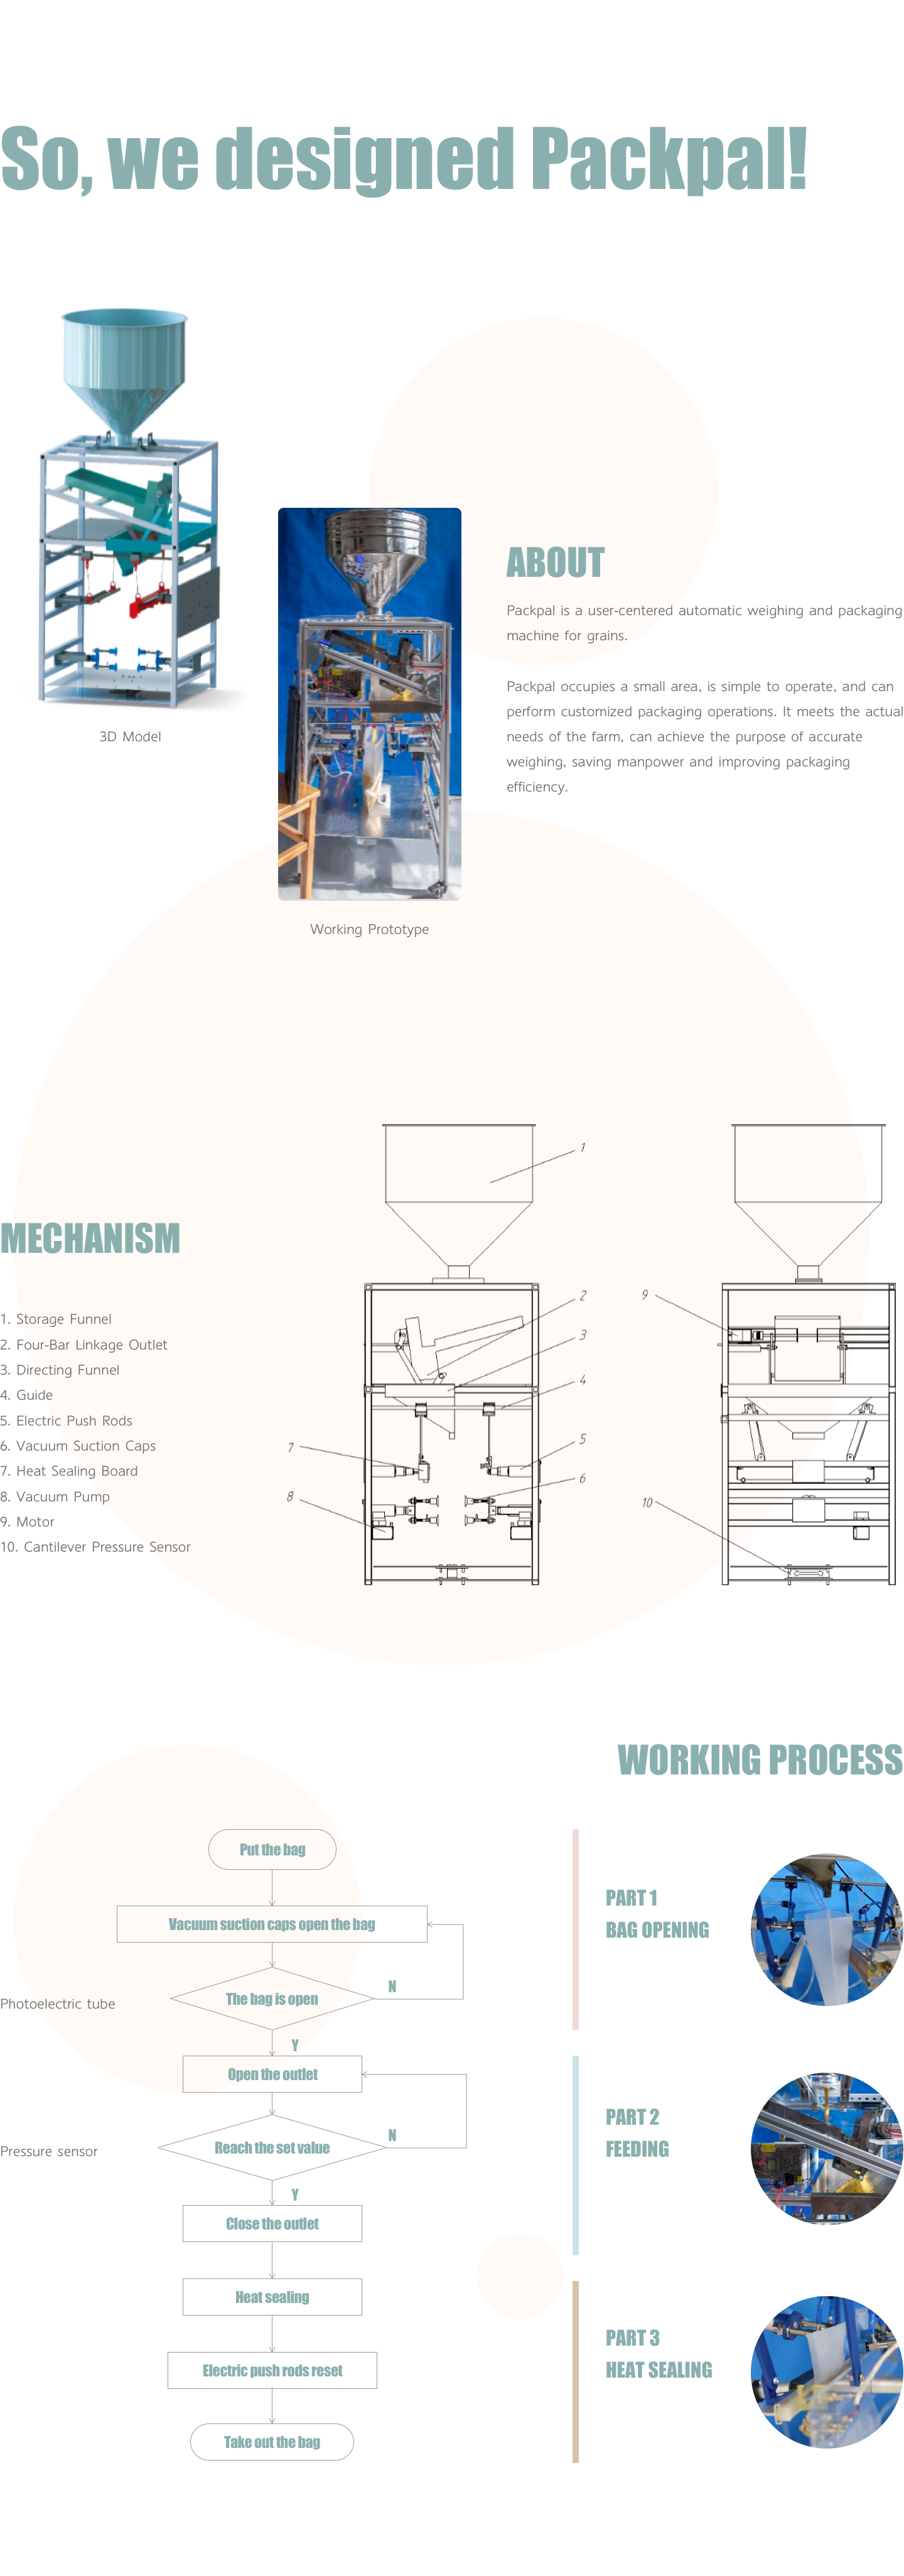 So, we designed Packpal!
3D Model
Working Prototype
ABOUT
Packpal is a user-centered automatic weighing and packaging
machine for grains.
Packpal occupies a small area, is simple to operate, and can
perform customized packaging operations. It meets the actual
needs of the farm, can achieve the purpose of accurate
weighing, saving manpower and improving packaging
efficiency.
MECHANISM
1. Storage Funnel
2. Four-Bar Linkage Outlet
3. Directing Funnel
4. Guide
5. Electric Push Rods
6. Vacuum Suction Caps
7. Heat Sealing Board
8. Vacuum Pump
9. Motor
10. Cantilever Pressure Sensor
1
2
3
4
5
6
7
8
9
10
WORKING PROCESS
Put the bag
Vacuum suction caps open the bag
Photoelectric tube
The bag is open
N
Y
Open the outlet
Pressure sensor
Reach the set value
N
Y
Close the outlet
Heat sealing
Electric push rods reset
Take out the bag
PART 1
BAG OPENING
PART 2
FEEDING
PART 3
HEAT SEALING